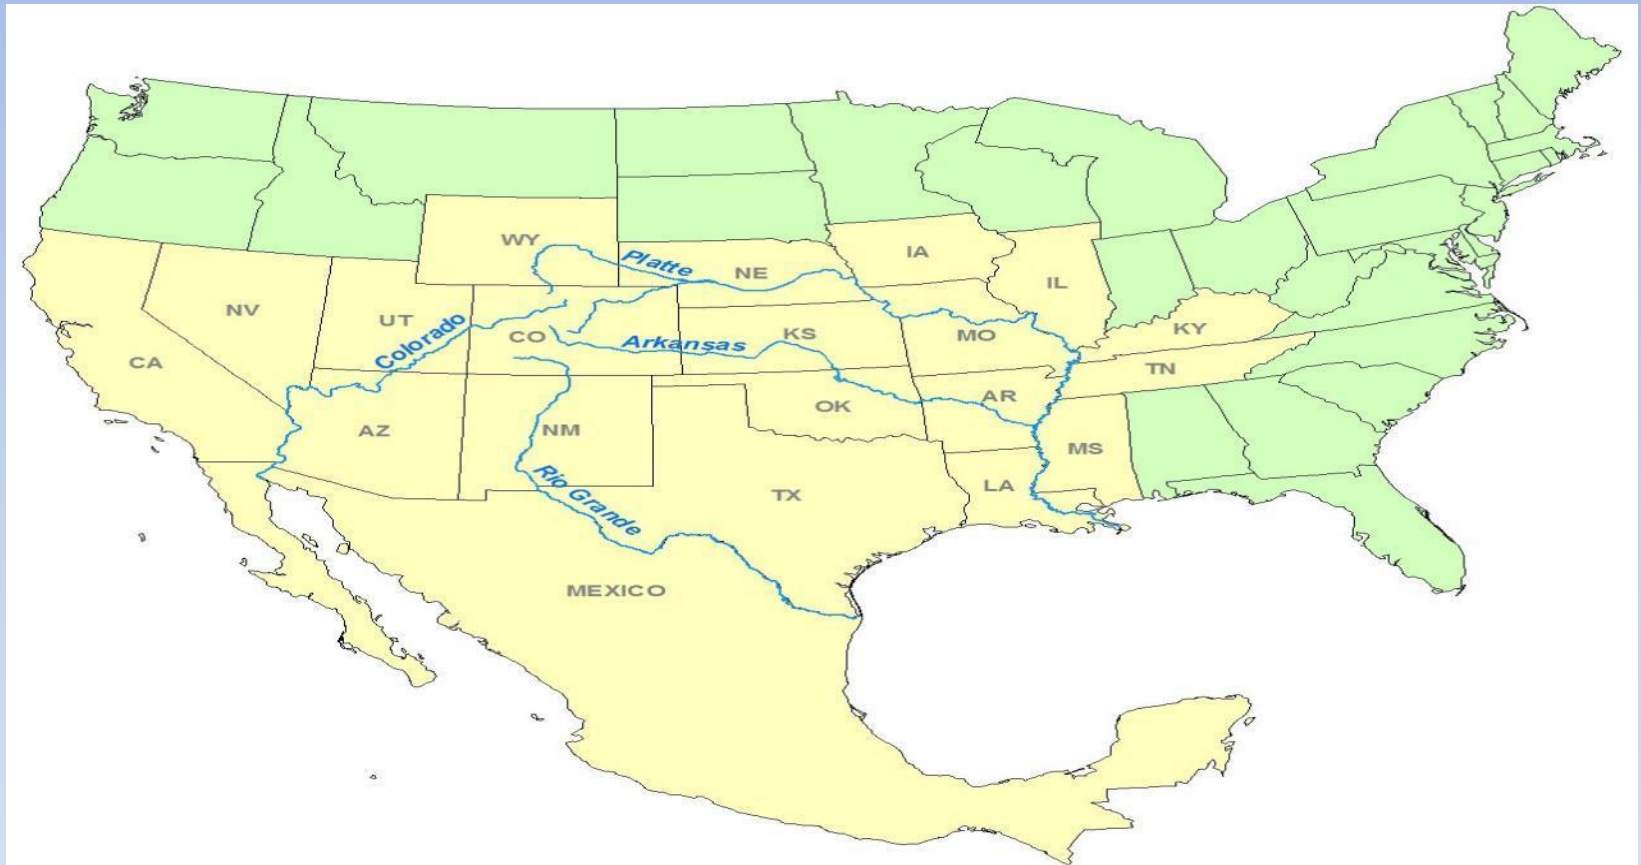 WY
Platte
NE
IA
IL
NV
UT
Colorado
CO
Arkansas
KS
MO
KY
CA
TN
AZ
NM
OK
AR
MS
Rio Grande
TX
LA
MEXICO